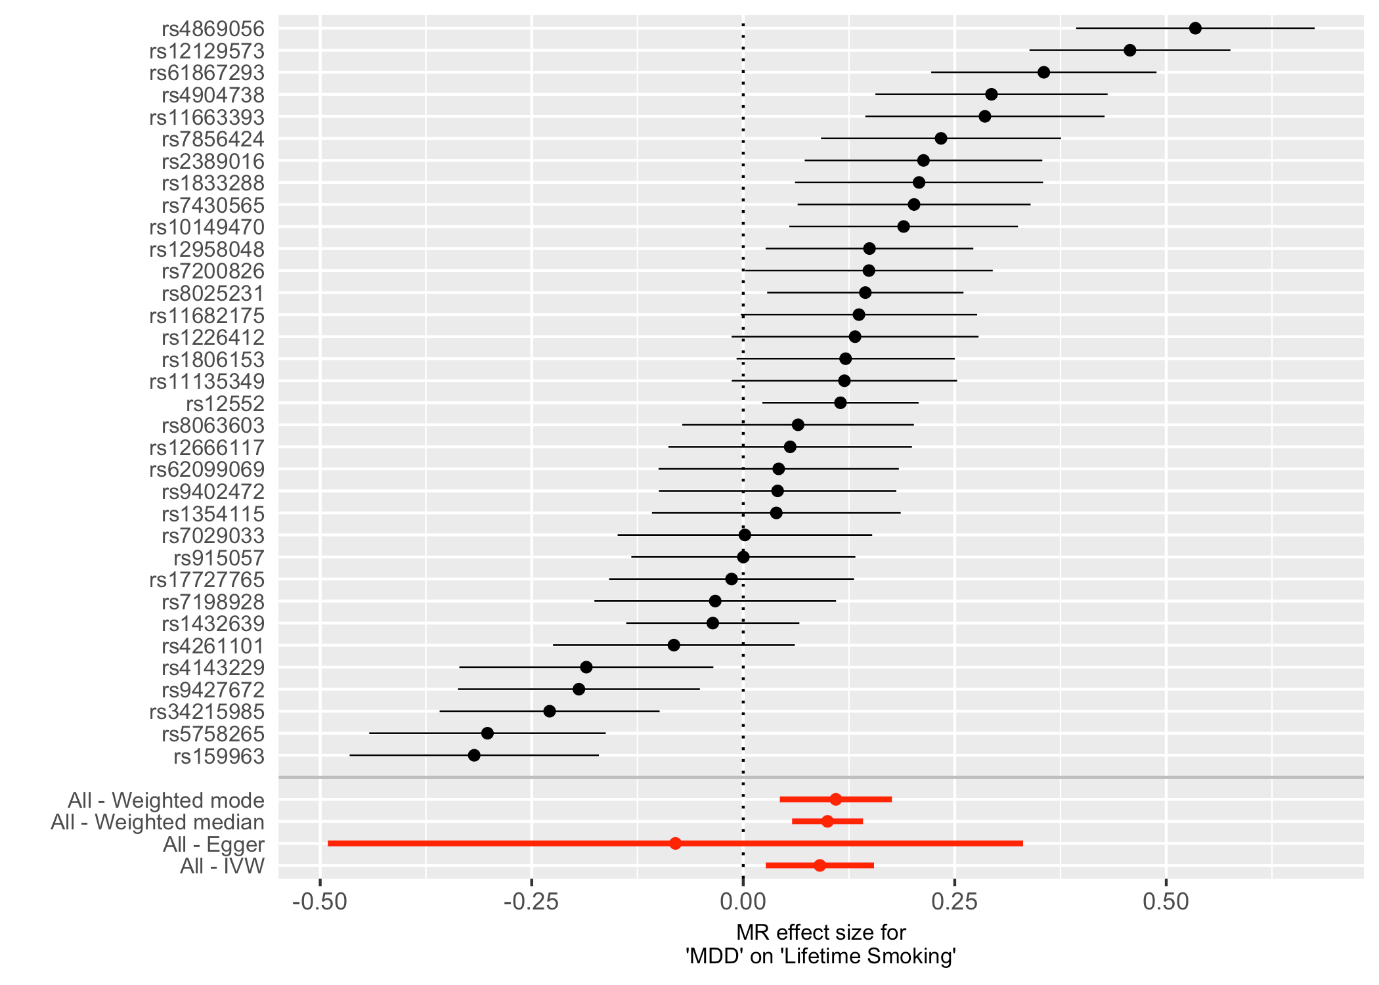 rs4869056
rs12129573
rs61867293
rs4904738
rs11663393
rs7856424
rs2389016
rs1833288
rs7430565
rs10149470
rs12958048
rs7200826
rs8025231
rs11682175
rs1226412
rs1806153
rs11135349
rs12552
rs8063603
rs12666117
rs62099069
rs9402472
rs1354115
rs7029033
rs915057
rs17727765
rs7198928
rs1432639
rs4261101
rs4143229
rs9427672
rs34215985
rs5758265
rs159963
All - Weighted mode
All - Weighted median
All - Egger
All - IVW
-0.50 -0.25 0.00 0.25 0.50
MR effect size for
'MDD' on 'Lifetime Smoking'